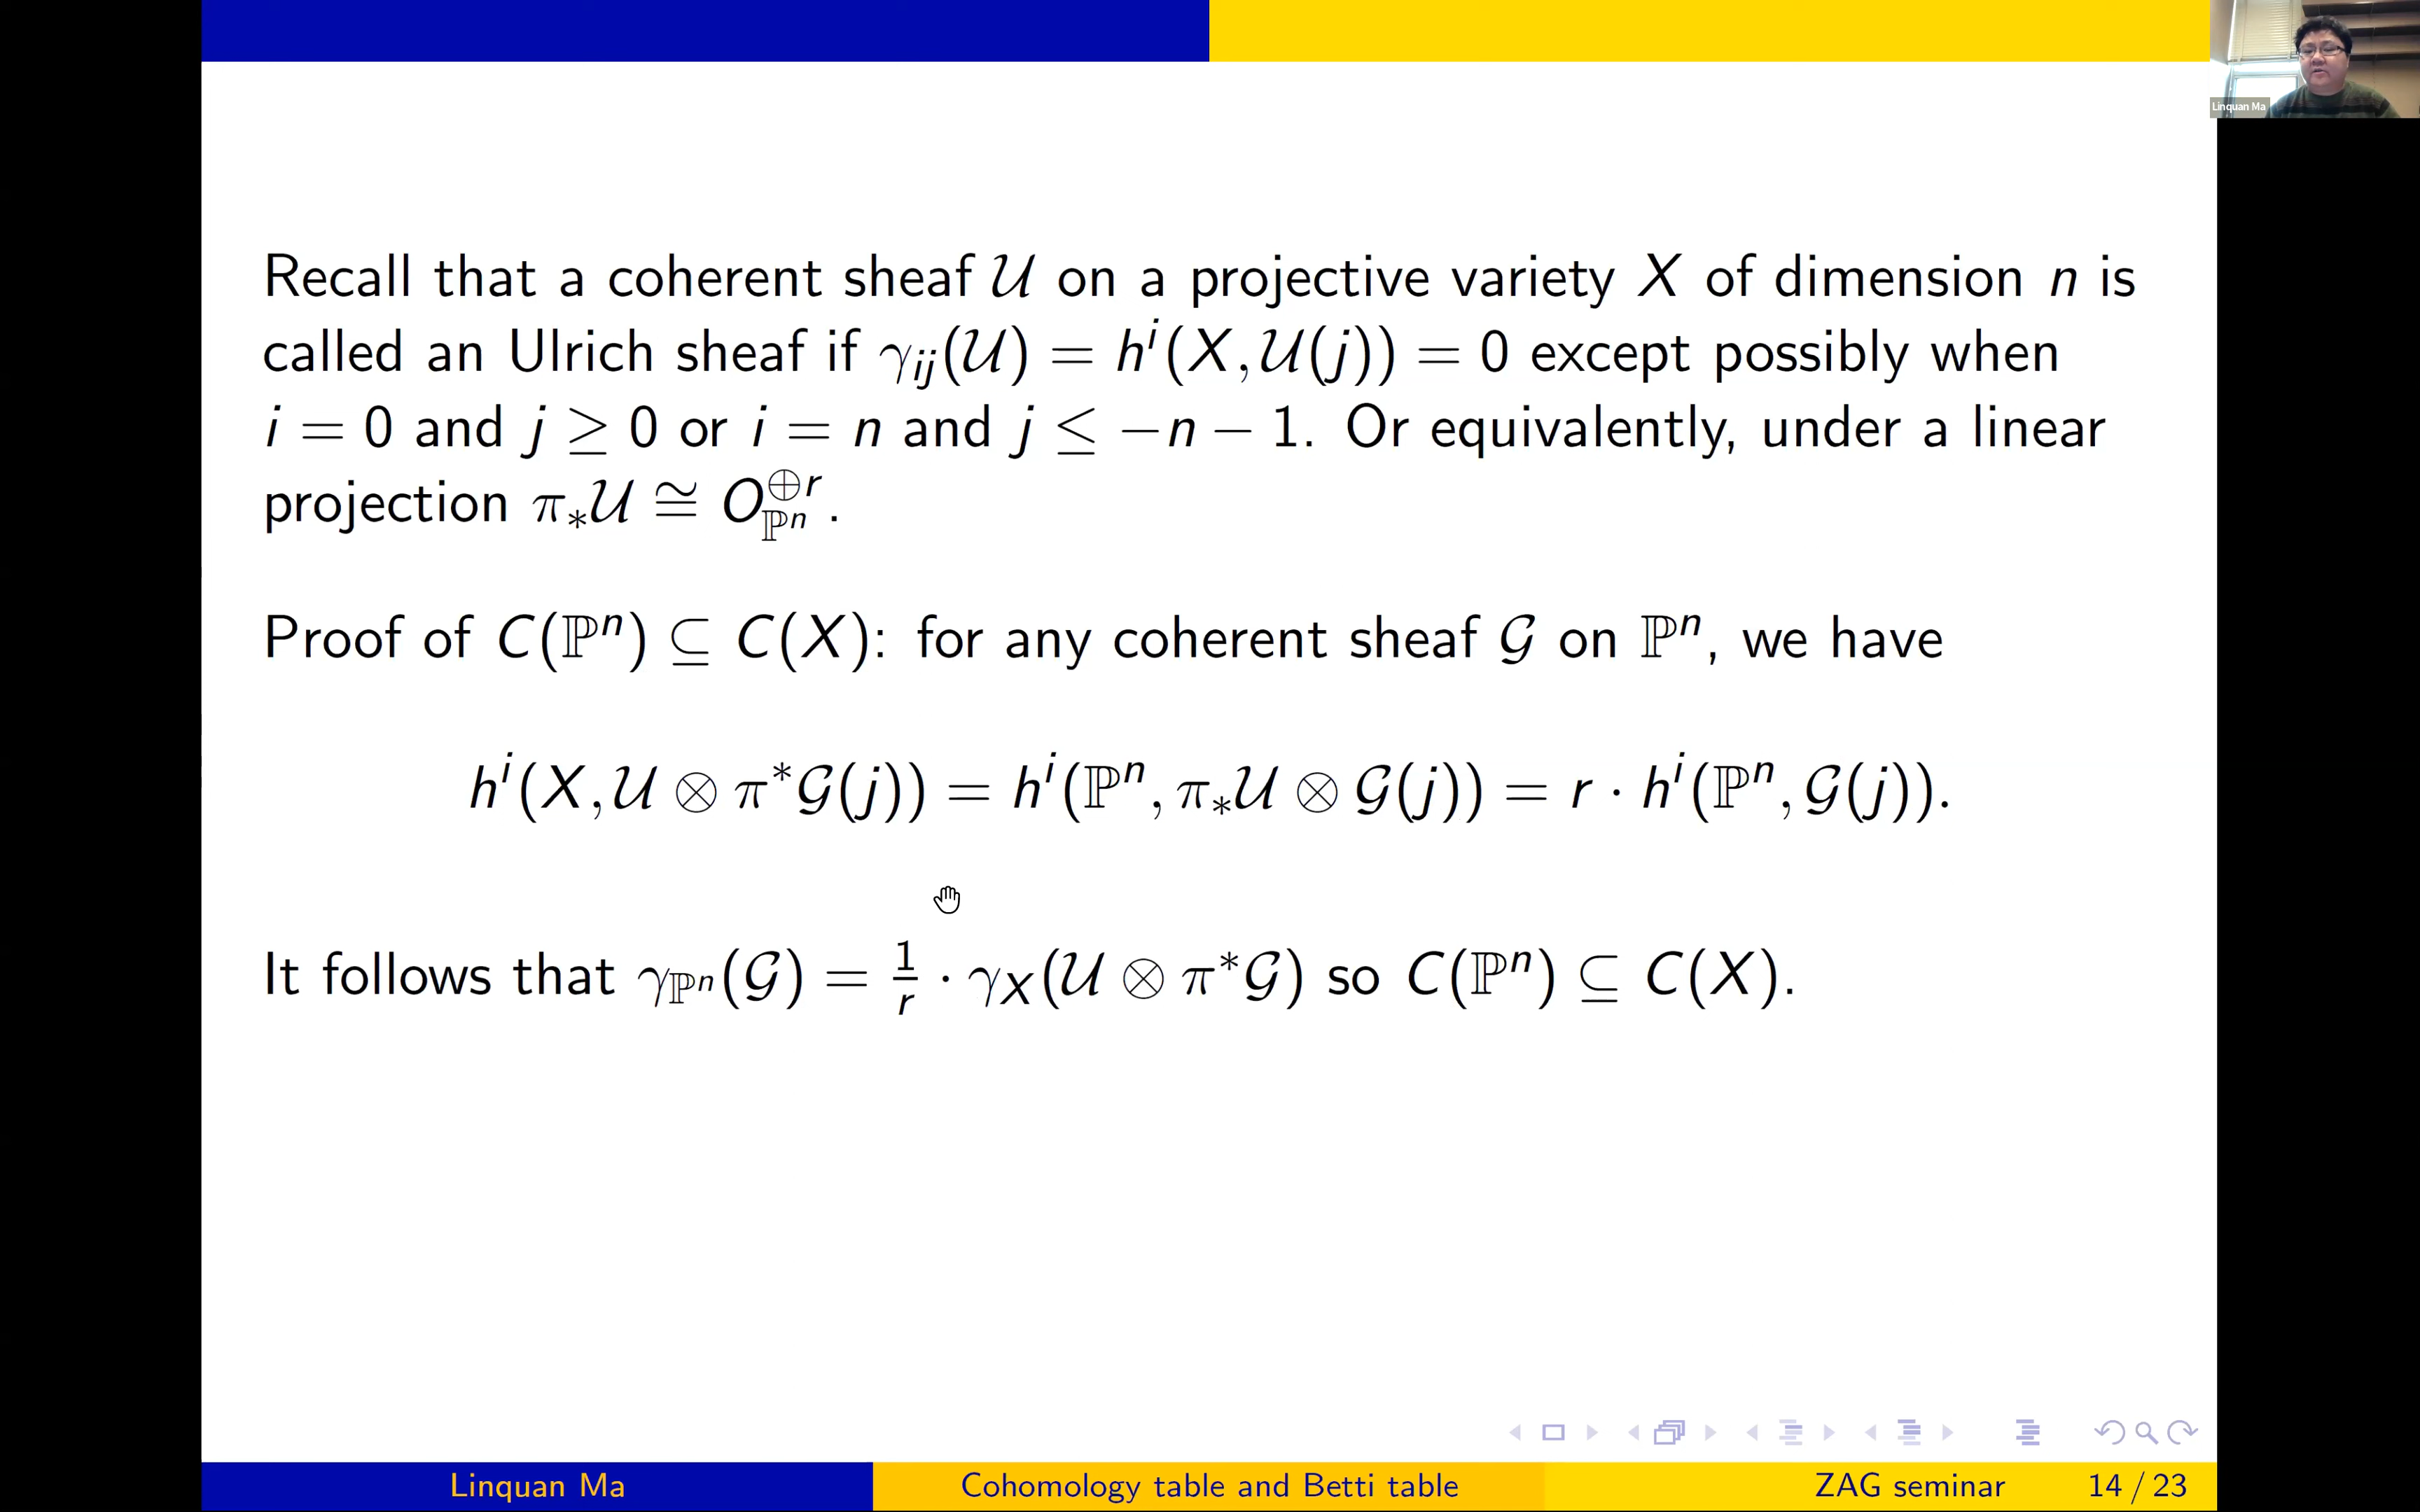 Linquan Ma
Recall that a coherent sheaf 𝒰 on a projective variety X of dimension n is
called an Ulrich sheaf if γ_{ij}(𝒰) = h^i(X, 𝒰(j)) = 0 except possibly when
i = 0 and j ≥ 0 or i = n and j ≤ −n − 1. Or equivalently, under a linear
projection π_*𝒰 ≅ O_{ℙ^n}^{⊕r}.
Proof of C(ℙ^n) ⊆ C(X): for any coherent sheaf 𝒢 on ℙ^n, we have
h^i(X, 𝒰 ⊗ π^*𝒢(j)) = h^i(ℙ^n, π_*𝒰 ⊗ 𝒢(j)) = r · h^i(ℙ^n, 𝒢(j)).
It follows that γ_{ℙ^n}(𝒢) = 1/r · γ_X(𝒰 ⊗ π^*𝒢) so C(ℙ^n) ⊆ C(X).
Linquan Ma Cohomology table and Betti table ZAG seminar 14 / 23